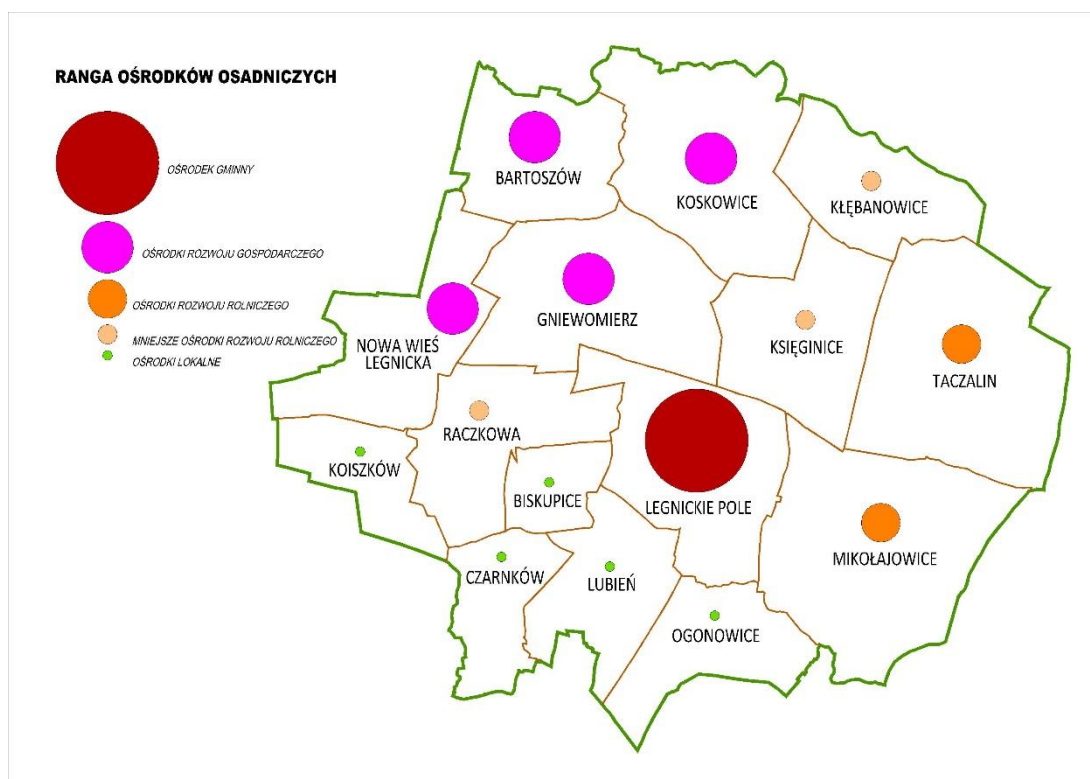 RANGA OŚRODKÓW OSADNICZYCH
OŚRODEK GMINNY
OŚRODKI ROZWOJU GOSPODARCZEGO
OŚRODKI ROZWOJU ROLNICZEGO
MNIEJSZE OŚRODKI ROZWOJU ROLNICZEGO
OŚRODKI LOKALNE
BARTOSZÓW
KOSKOWICE
KŁĘBANOWICE
GNIEWOMIERZ
KSIĘGINICE
NOWA WIEŚ
LEGNICKA
TACZALIN
RACZKOWA
KOISZKÓW
BISKUPICE
LEGNICKIE POLE
MIKOŁAJOWICE
CZARNKÓW
LUBIEŃ
OGONOWICE